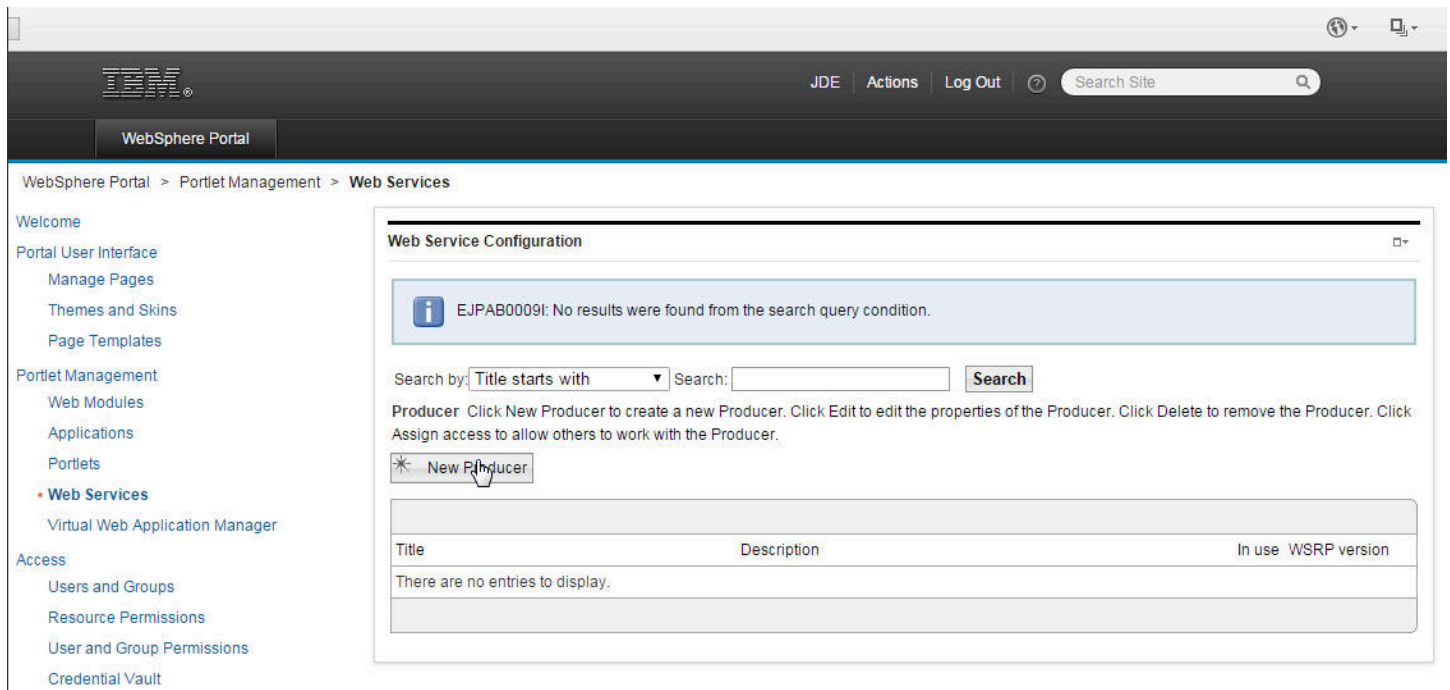 IBM®
JDE Actions Log Out ? Search Site
WebSphere Portal
WebSphere Portal > Portlet Management > Web Services
Welcome
Portal User Interface
Manage Pages
Themes and Skins
Page Templates
Portlet Management
Web Modules
Applications
Portlets
Web Services
Virtual Web Application Manager
Access
Users and Groups
Resource Permissions
User and Group Permissions
Credential Vault
Web Service Configuration
i EJPAB0009I: No results were found from the search query condition.
Search by: Title starts with Search: Search
Producer Click New Producer to create a new Producer. Click Edit to edit the properties of the Producer. Click Delete to remove the Producer. Click
Assign access to allow others to work with the Producer.
New Producer
Title Description In use WSRP version
There are no entries to display.